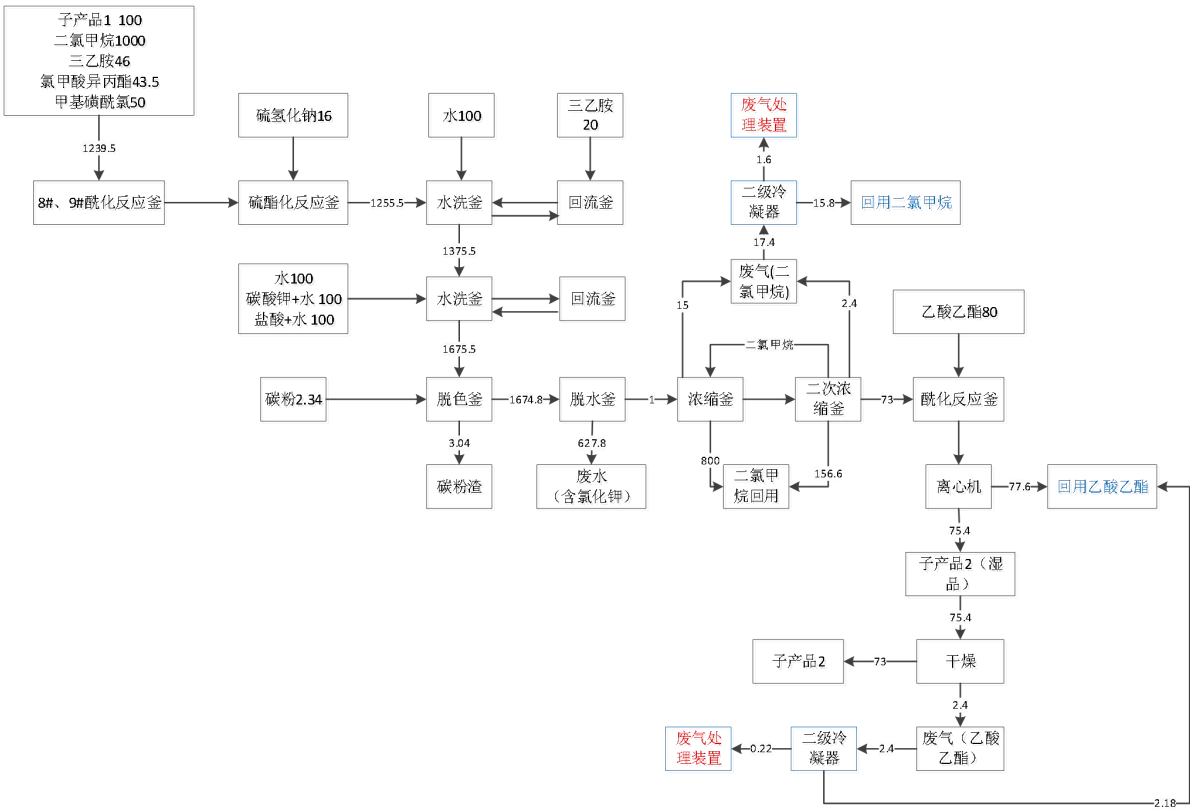 子产品1 100
二氯甲烷1000
三乙胺46
氯甲酸异丙酯43.5
甲基磺酰氯50
1239.5
硫氢化钠16
水100
三乙胺
20
废气处
理装置
1.6
8#、9#酰化反应釜
硫酯化反应釜
1255.5
水洗釜
回流釜
二级冷
凝器
15.8
回用二氯甲烷
17.4
1375.5
水100
碳酸钾+水 100
盐酸+水 100
水洗釜
回流釜
废气(二
氯甲烷)
15
2.4
乙酸乙酯80
1675.5
二氯甲烷
碳粉2.34
脱色釜
1674.8
脱水釜
1
浓缩釜
二次浓
缩釜
73
酰化反应釜
3.04
627.8
800
156.6
碳粉渣
废水
（含氯化钾）
二氯甲
烷回用
离心机
77.6
回用乙酸乙酯
75.4
子产品2（湿
品）
75.4
子产品2
73
干燥
2.4
废气处
理装置
0.22
二级冷
凝器
2.4
废气（乙酸
乙酯）
2.18